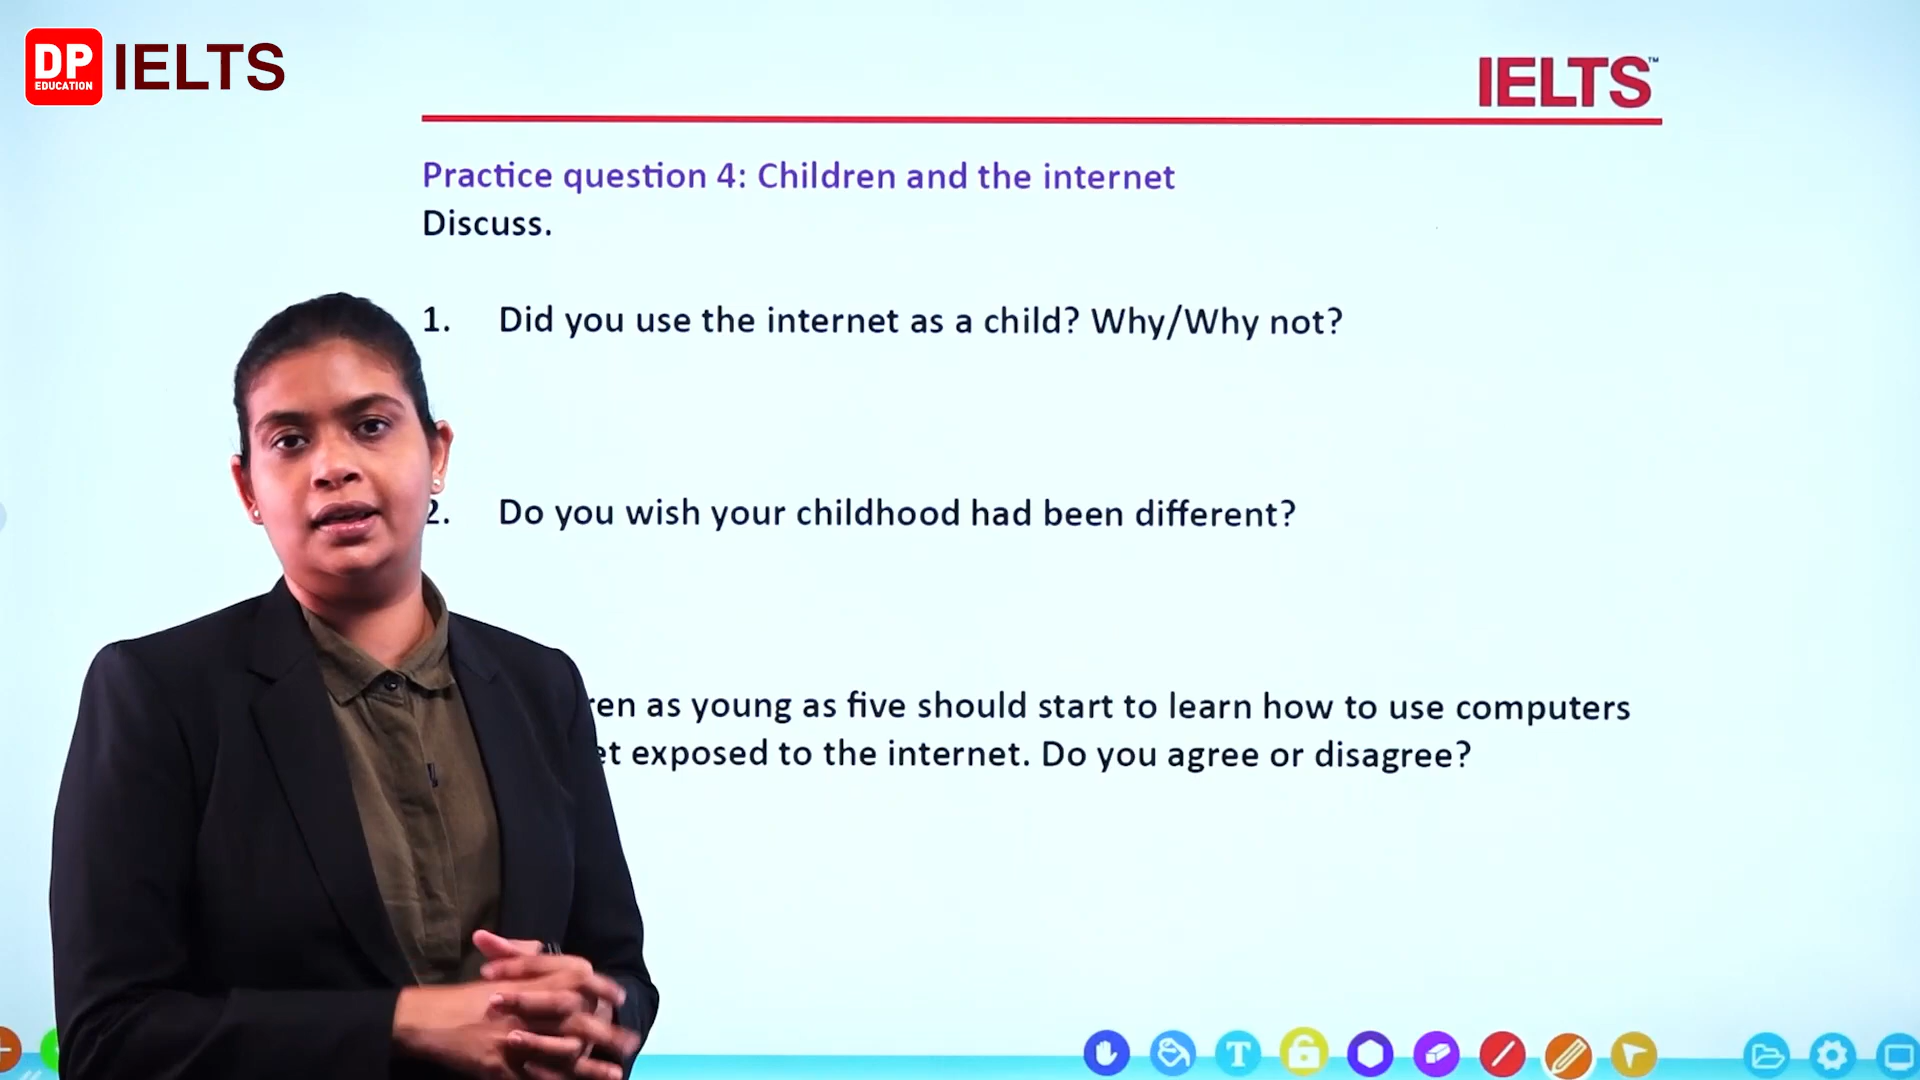 DP
EDUCATION
IELTS
IELTS™
Practice question 4: Children and the internet
Discuss.
1. Did you use the internet as a child? Why/Why not?
2. Do you wish your childhood had been different?
as young as five should start to learn how to use computers
exposed to the internet. Do you agree or disagree?
T